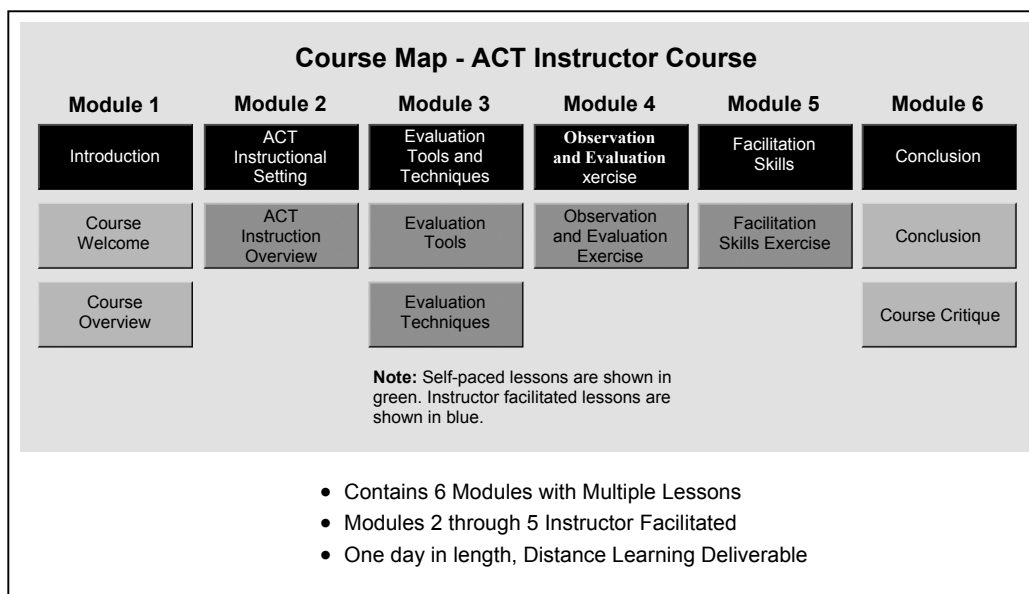 Course Map - ACT Instructor Course
Module 1
Module 2
Module 3
Module 4
Module 5
Module 6
Introduction
ACT
Instructional
Setting
Evaluation
Tools and
Techniques
Observation
and Evaluation
xercise
Facilitation
Skills
Conclusion
Course
Welcome
ACT
Instruction
Overview
Evaluation
Tools
Observation
and Evaluation
Exercise
Facilitation
Skills Exercise
Conclusion
Course
Overview
Evaluation
Techniques
Course Critique
Note: Self-paced lessons are shown in
green. Instructor facilitated lessons are
shown in blue.
• Contains 6 Modules with Multiple Lessons
• Modules 2 through 5 Instructor Facilitated
• One day in length, Distance Learning Deliverable